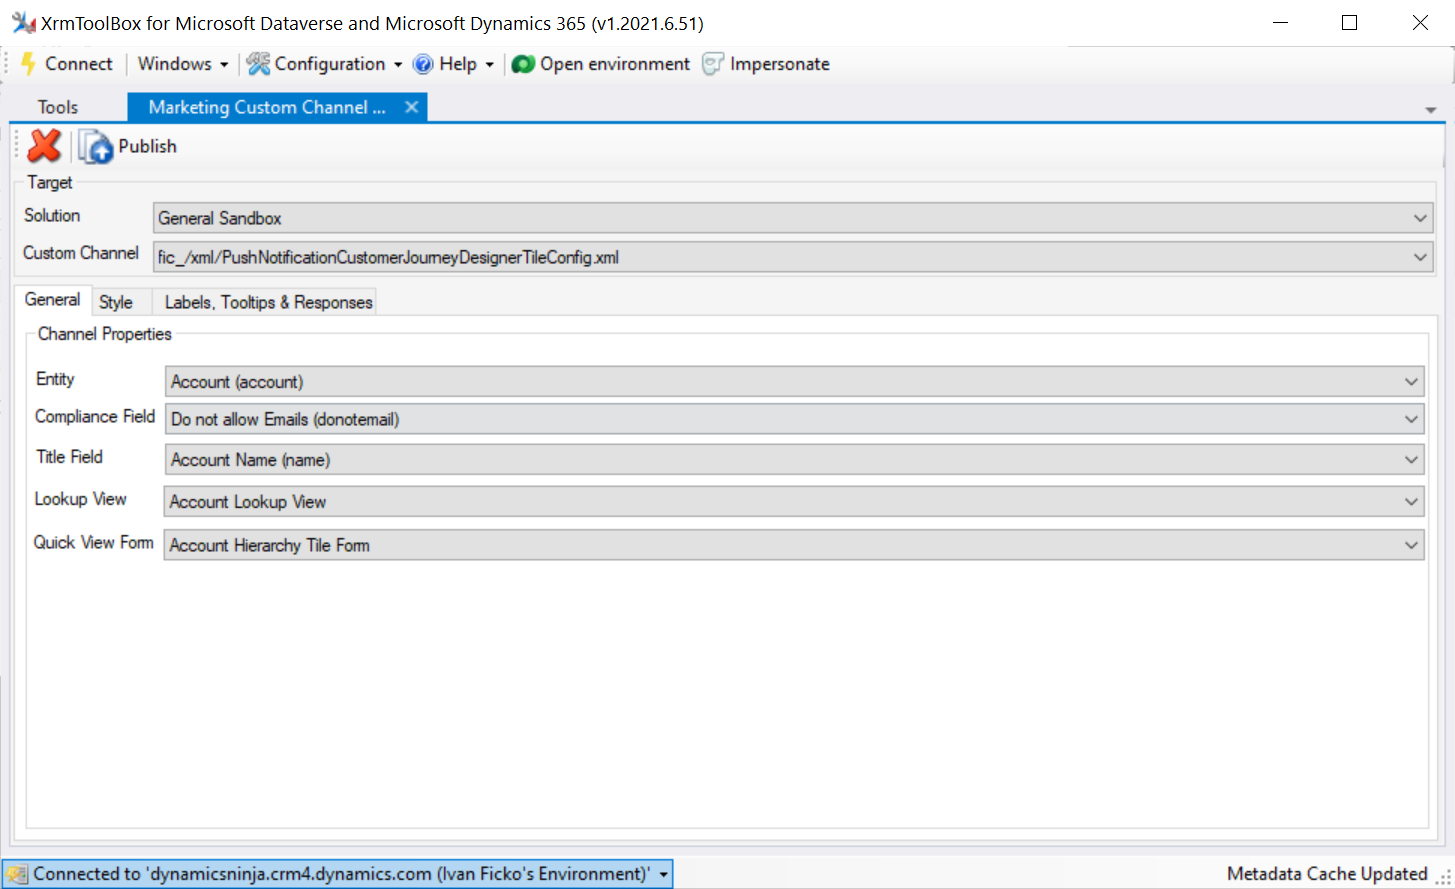 XrmToolBox for Microsoft Dataverse and Microsoft Dynamics 365 (v1.2021.6.51)
Connect Windows Configuration Help Open environment Impersonate
Tools Marketing Custom Channel ...
Publish
Target
Solution General Sandbox
Custom Channel fic_/xml/PushNotificationCustomerJourneyDesignerTileConfig.xml
General Style Labels, Tooltips & Responses
Channel Properties
Entity Account (account)
Compliance Field Do not allow Emails (donotemail)
Title Field Account Name (name)
Lookup View Account Lookup View
Quick View Form Account Hierarchy Tile Form
Connected to 'dynamicsninja.crm4.dynamics.com (Ivan Ficko's Environment)' Metadata Cache Updated